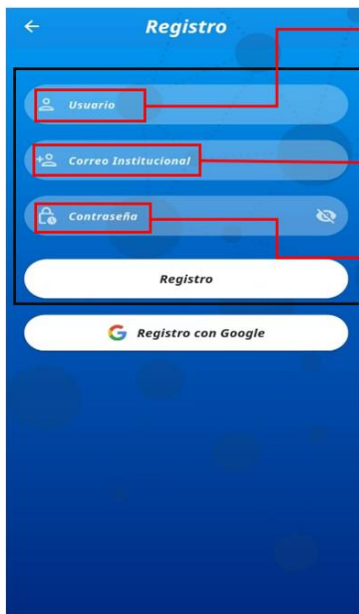 Registro
Usuario
Correo Institucional
Contraseña
Registro
Registro con Google